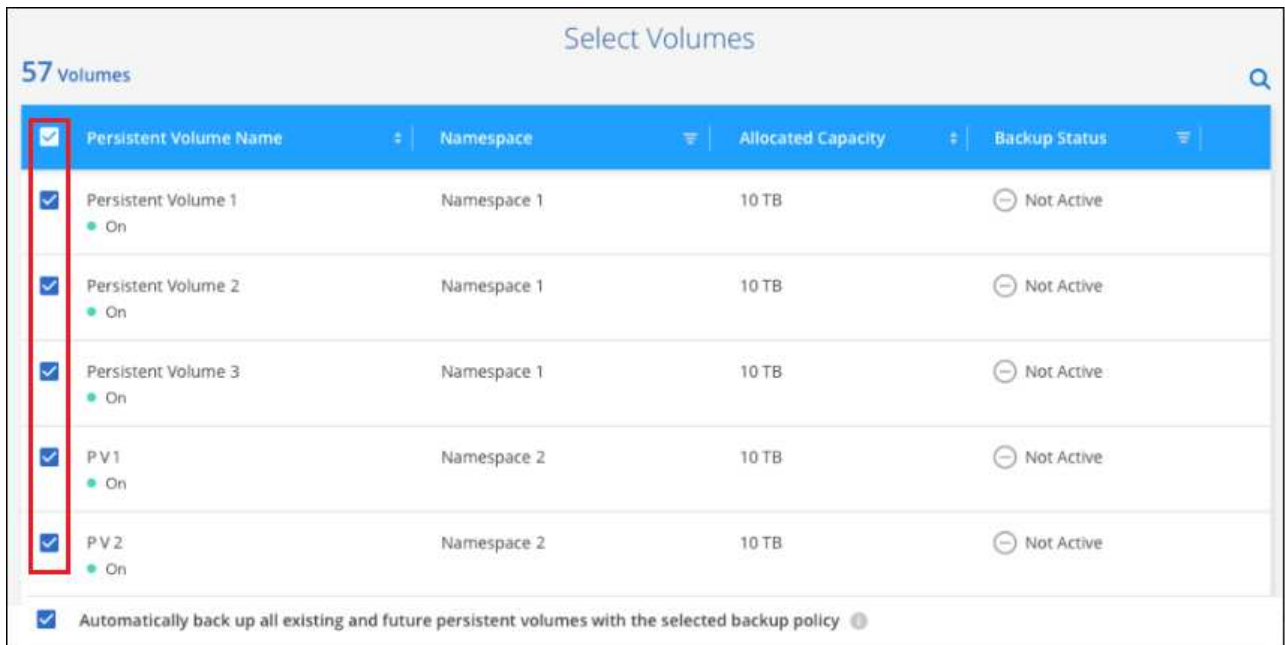 Select Volumes
57 Volumes
Persistent Volume Name Namespace Allocated Capacity Backup Status
Persistent Volume 1 Namespace 1 10 TB Not Active
On
Persistent Volume 2 Namespace 1 10 TB Not Active
On
Persistent Volume 3 Namespace 1 10 TB Not Active
On
P V 1 Namespace 2 10 TB Not Active
On
P V 2 Namespace 2 10 TB Not Active
On
Automatically back up all existing and future persistent volumes with the selected backup policy